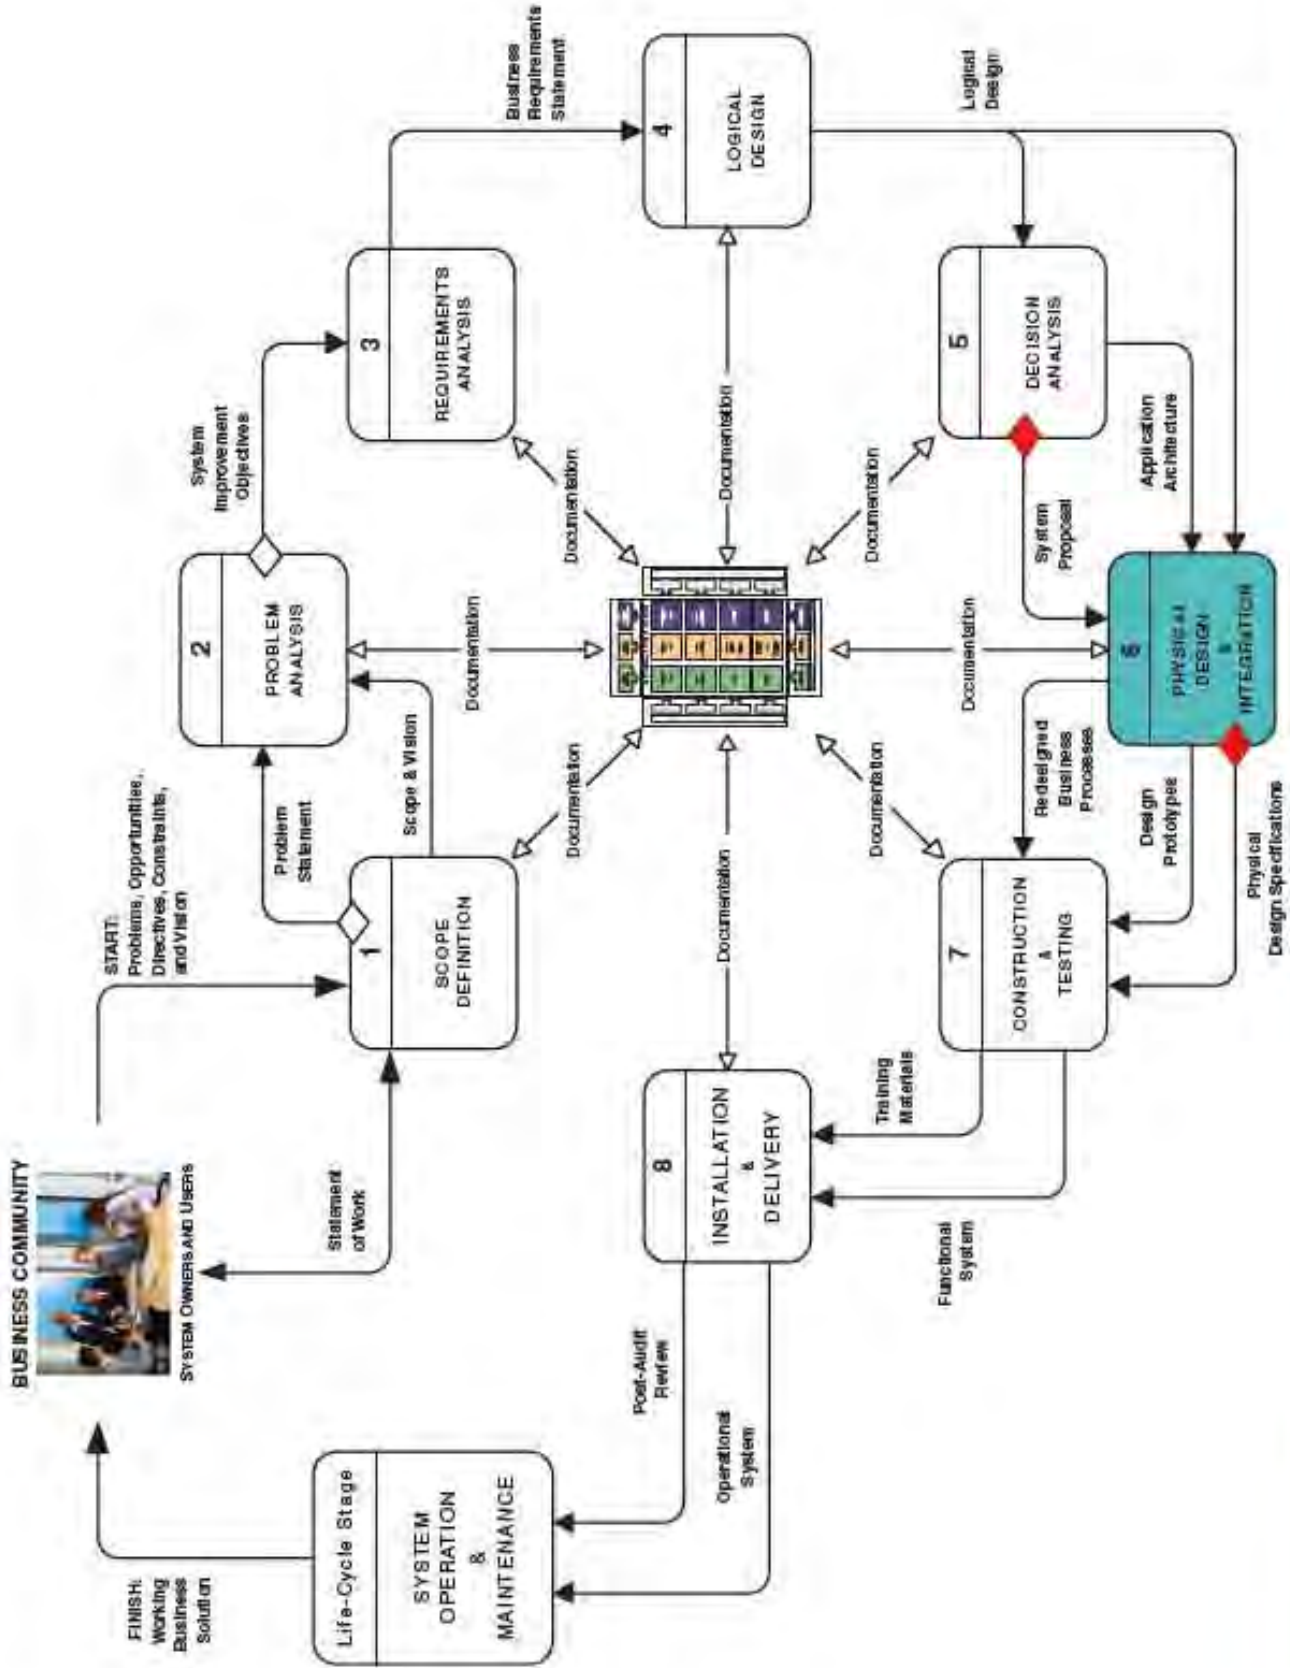 BUSINESS COMMUNITY
SYSTEM OWNERS AND USERS
START:
Problems, Opportunities,
Directives, Constraints,
and Vision
FINISH:
Working
Business
Solution
Statement
of Work
Life-Cycle Stage
SYSTEM
OPERATION
&
MAINTENANCE
1
SCOPE
DEFINITION
Problem
Statement
Scope & Vision
2
PROBLEM
ANALYSIS
System
Improvement
Objectives
3
REQUIREMENTS
ANALYSIS
Business
Requirements
Statement
4
LOGICAL
DESIGN
Logical
Design
5
DECISION
ANALYSIS
System
Proposal
Application
Architecture
6
PHYSICAL
DESIGN
&
INTEGRATION
Redesigned
Business
Processes
Design
Prototypes
Physical
Design Specifications
7
CONSTRUCTION
&
TESTING
Training
Materials
Functional
System
8
INSTALLATION
&
DELIVERY
Post-Audit
Review
Operational
System
Documentation
Documentation
Documentation
Documentation
Documentation
Documentation
Documentation
Documentation